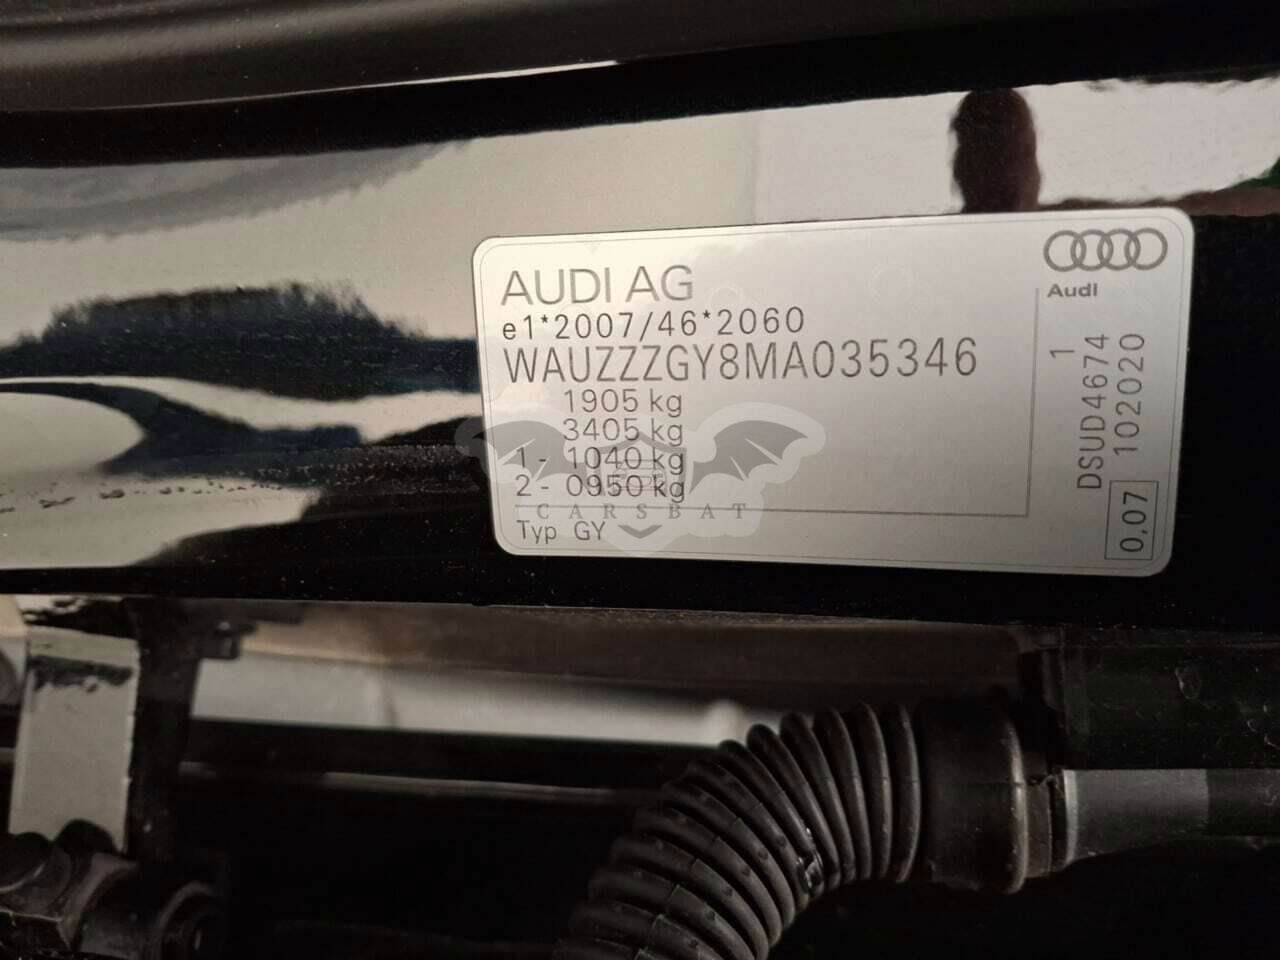 AUDI AG
e1*2007/46*2060
WAUZZZGY8MA035346
1905 kg
3405 kg
1 - 1040 kg
2 - 0950 kg
Typ GY
Audi
DSUD4674 1
102020
0,07
CARSBAT